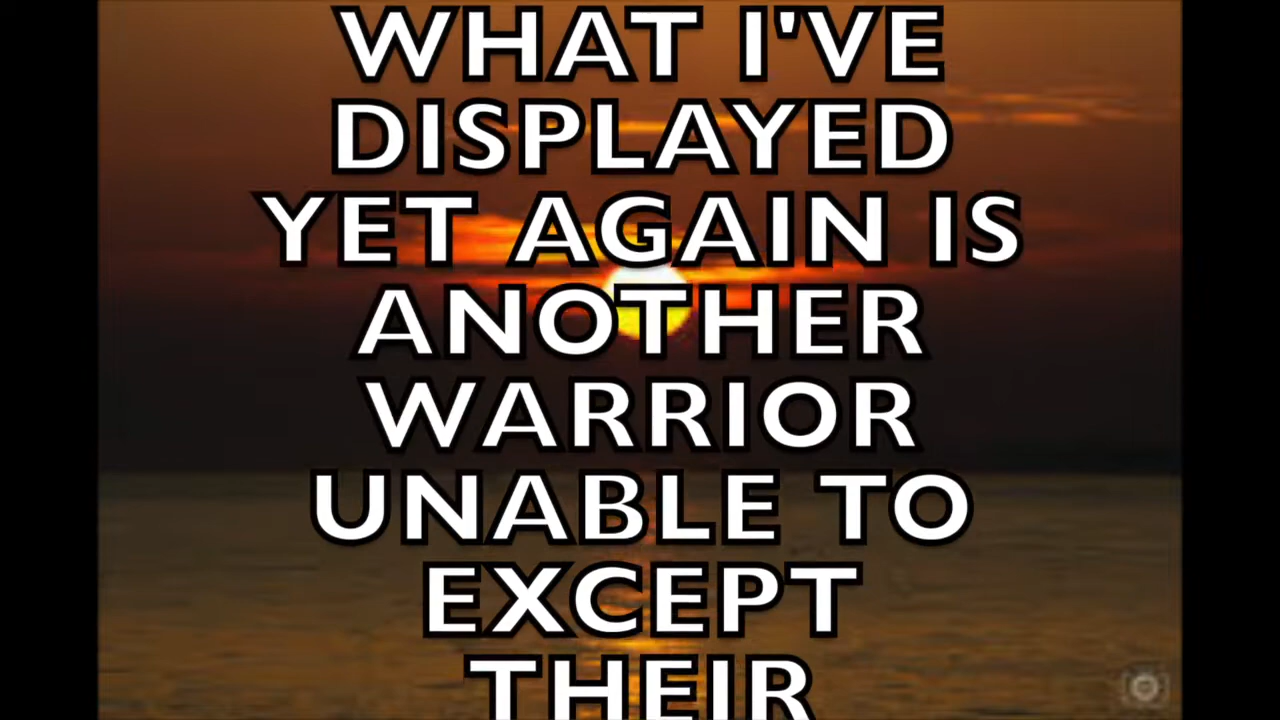 WHAT I'VE
DISPLAYED
YET AGAIN IS
ANOTHER
WARRIOR
UNABLE TO
EXCEPT
THEIR